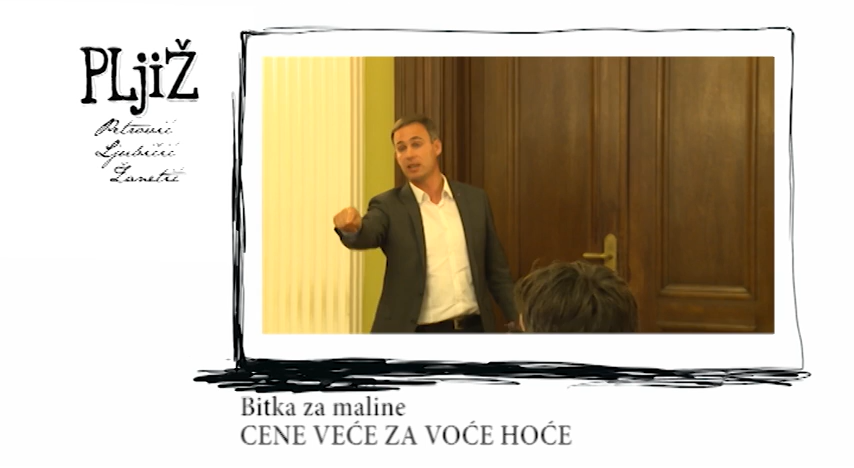 PLjiŽ
Petrović
Ljubičić
Žanetić
Bitka za maline
CENE VEĆE ZA VOĆE HOĆE